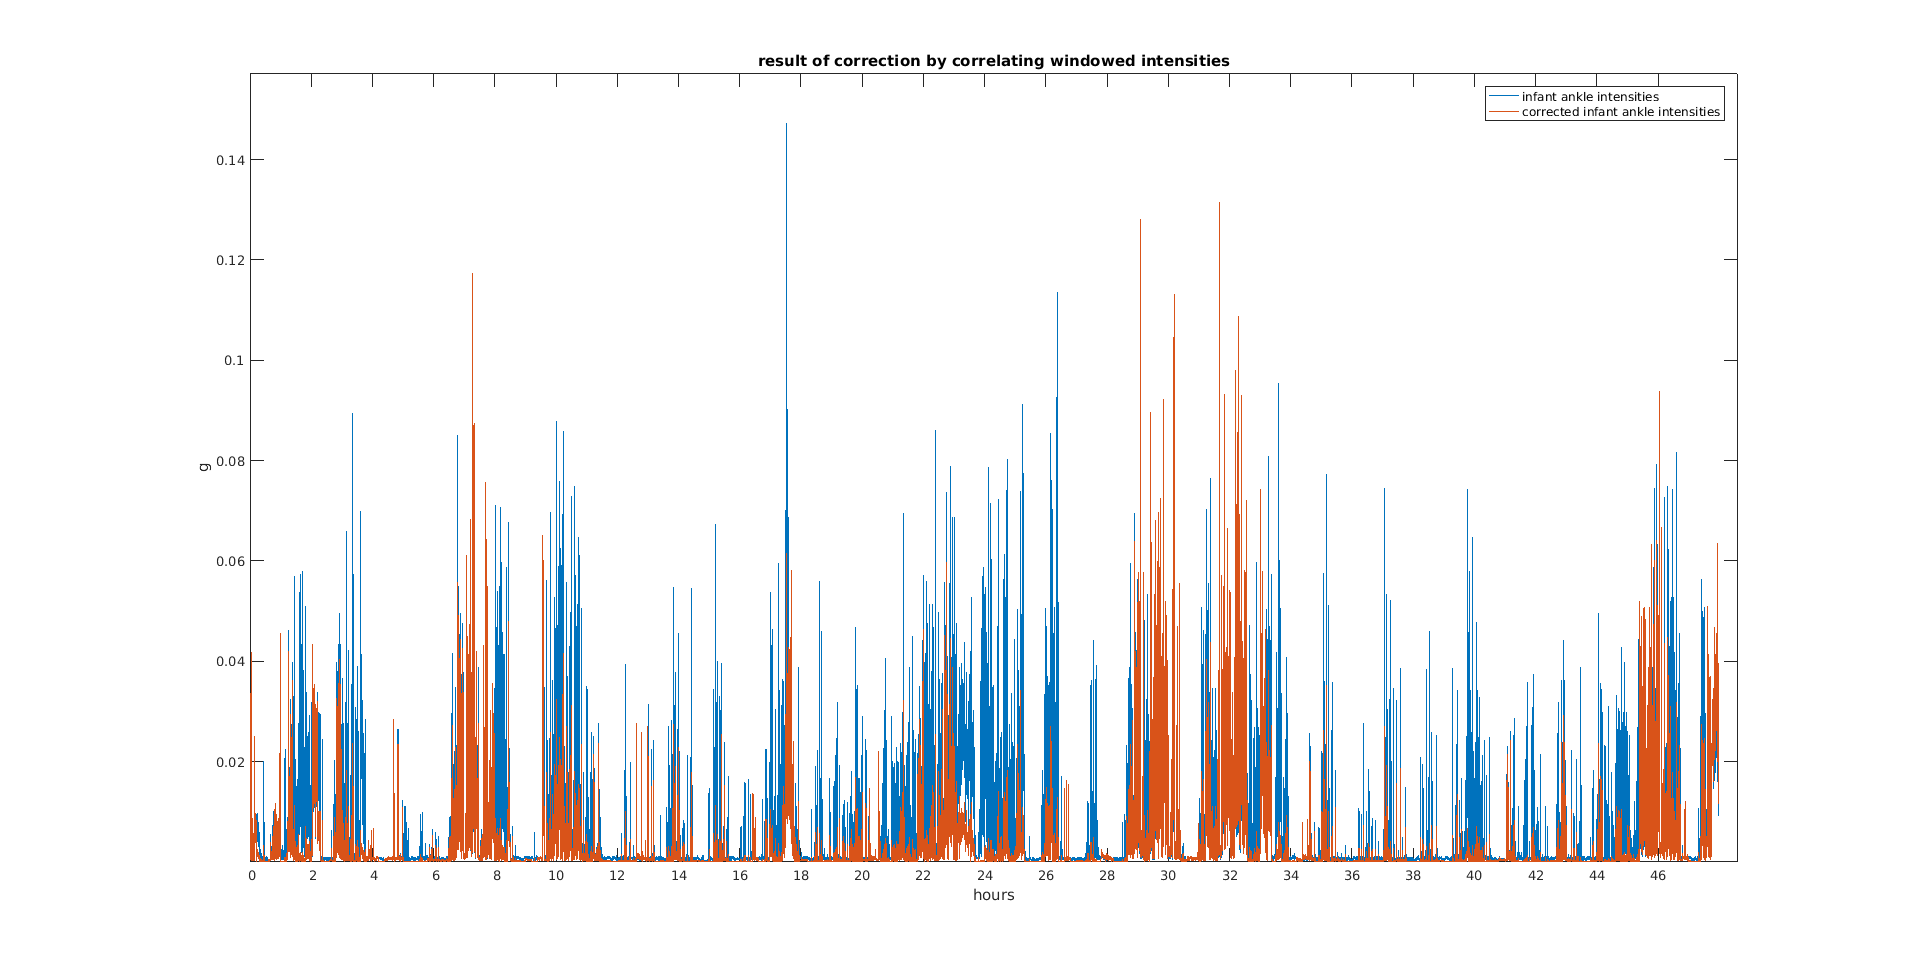 result of correction by correlating windowed intensities
infant ankle intensities
corrected infant ankle intensities
0.14
0.12
0.1
0.08
0.06
0.04
0.02
g
0 2 4 6 8 10 12 14 16 18 20 22 24 26 28 30 32 34 36 38 40 42 44 46
hours